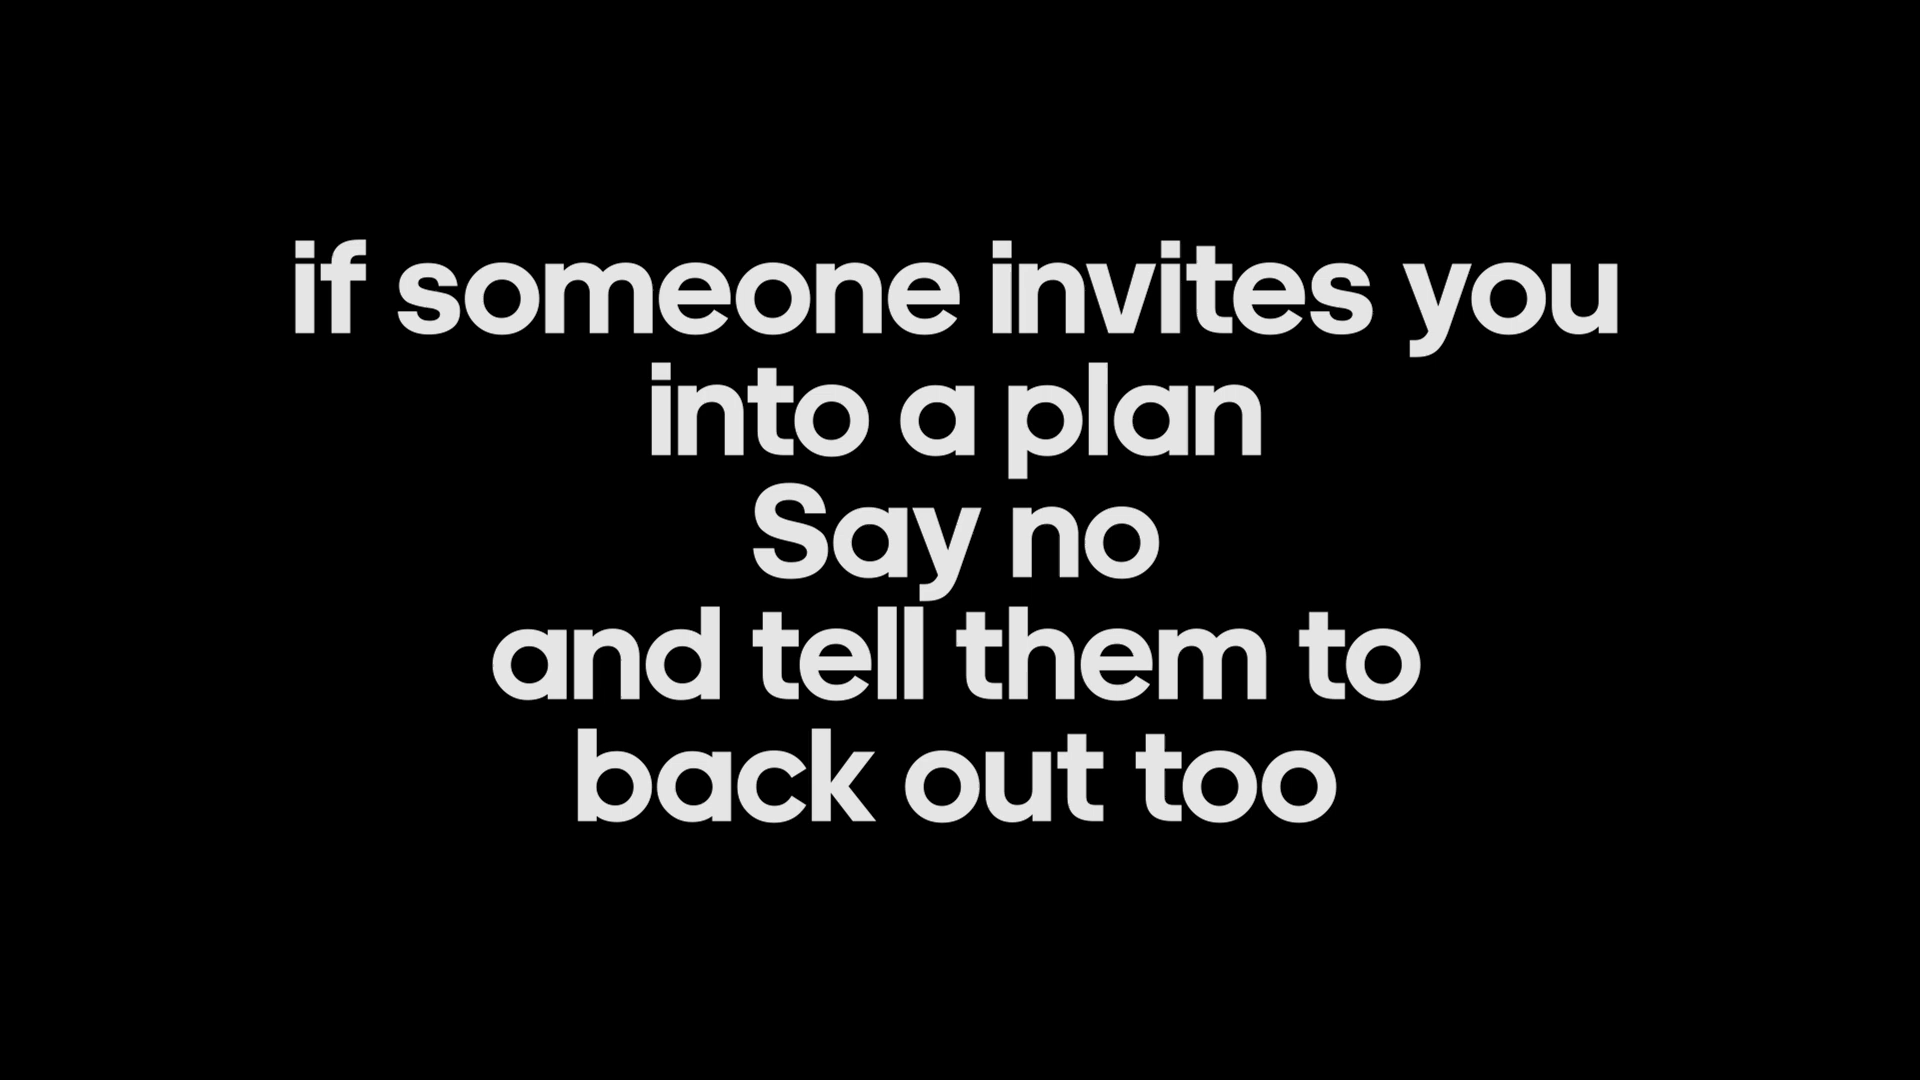 if someone invites you
into a plan
Say no
and tell them to
back out too